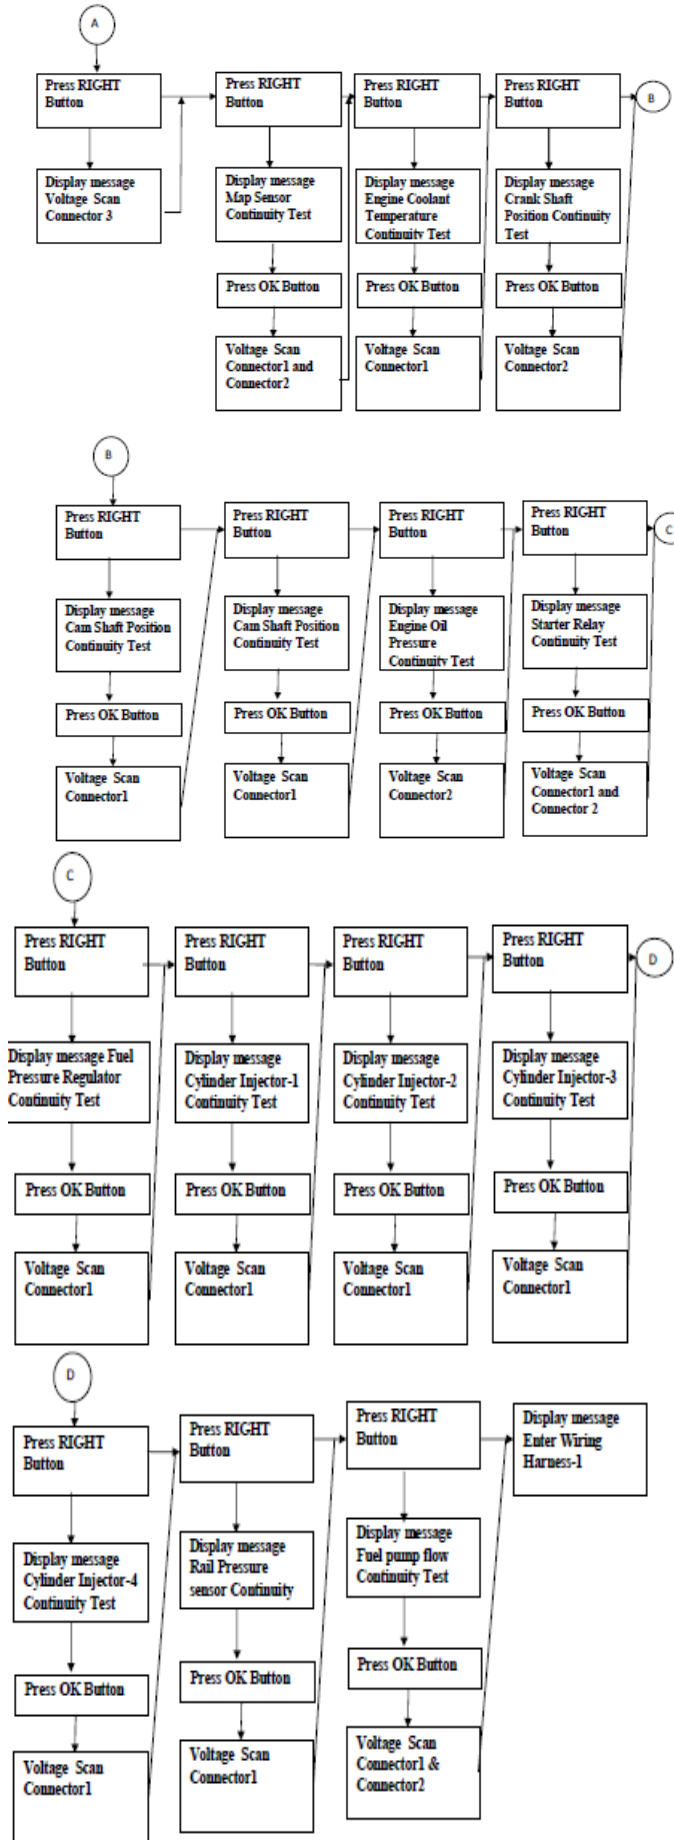 A
Press RIGHT
Button
Display message
Voltage Scan
Connector 3
Press RIGHT
Button
Display message
Map Sensor
Continuity Test
Press OK Button
Voltage Scan
Connector1 and
Connector2
Press RIGHT
Button
Display message
Engine Coolant
Temperature
Continuity Test
Press OK Button
Voltage Scan
Connector1
Press RIGHT
Button
Display message
Crank Shaft
Position Continuity
Test
Press OK Button
Voltage Scan
Connector2
B
B
Press RIGHT
Button
Display message
Cam Shaft Position
Continuity Test
Press OK Button
Voltage Scan
Connector1
Press RIGHT
Button
Display message
Cam Shaft Position
Continuity Test
Press OK Button
Voltage Scan
Connector1
Press RIGHT
Button
Display message
Engine Oil
Pressure
Continuity Test
Press OK Button
Voltage Scan
Connector2
Press RIGHT
Button
Display message
Starter Relay
Continuity Test
Press OK Button
Voltage Scan
Connector1 and
Connector 2
C
C
Press RIGHT
Button
Display message Fuel
Pressure Regulator
Continuity Test
Press OK Button
Voltage Scan
Connector1
Press RIGHT
Button
Display message
Cylinder Injector-1
Continuity Test
Press OK Button
Voltage Scan
Connector1
Press RIGHT
Button
Display message
Cylinder Injector-2
Continuity Test
Press OK Button
Voltage Scan
Connector1
Press RIGHT
Button
Display message
Cylinder Injector-3
Continuity Test
Press OK Button
Voltage Scan
Connector1
D
D
Press RIGHT
Button
Display message
Cylinder Injector-4
Continuity Test
Press OK Button
Voltage Scan
Connector1
Press RIGHT
Button
Display message
Rail Pressure
sensor Continuity
Press OK Button
Voltage Scan
Connector1
Press RIGHT
Button
Display message
Fuel pump flow
Continuity Test
Press OK Button
Voltage Scan
Connector1 &
Connector2
Display message
Enter Wiring
Harness-1